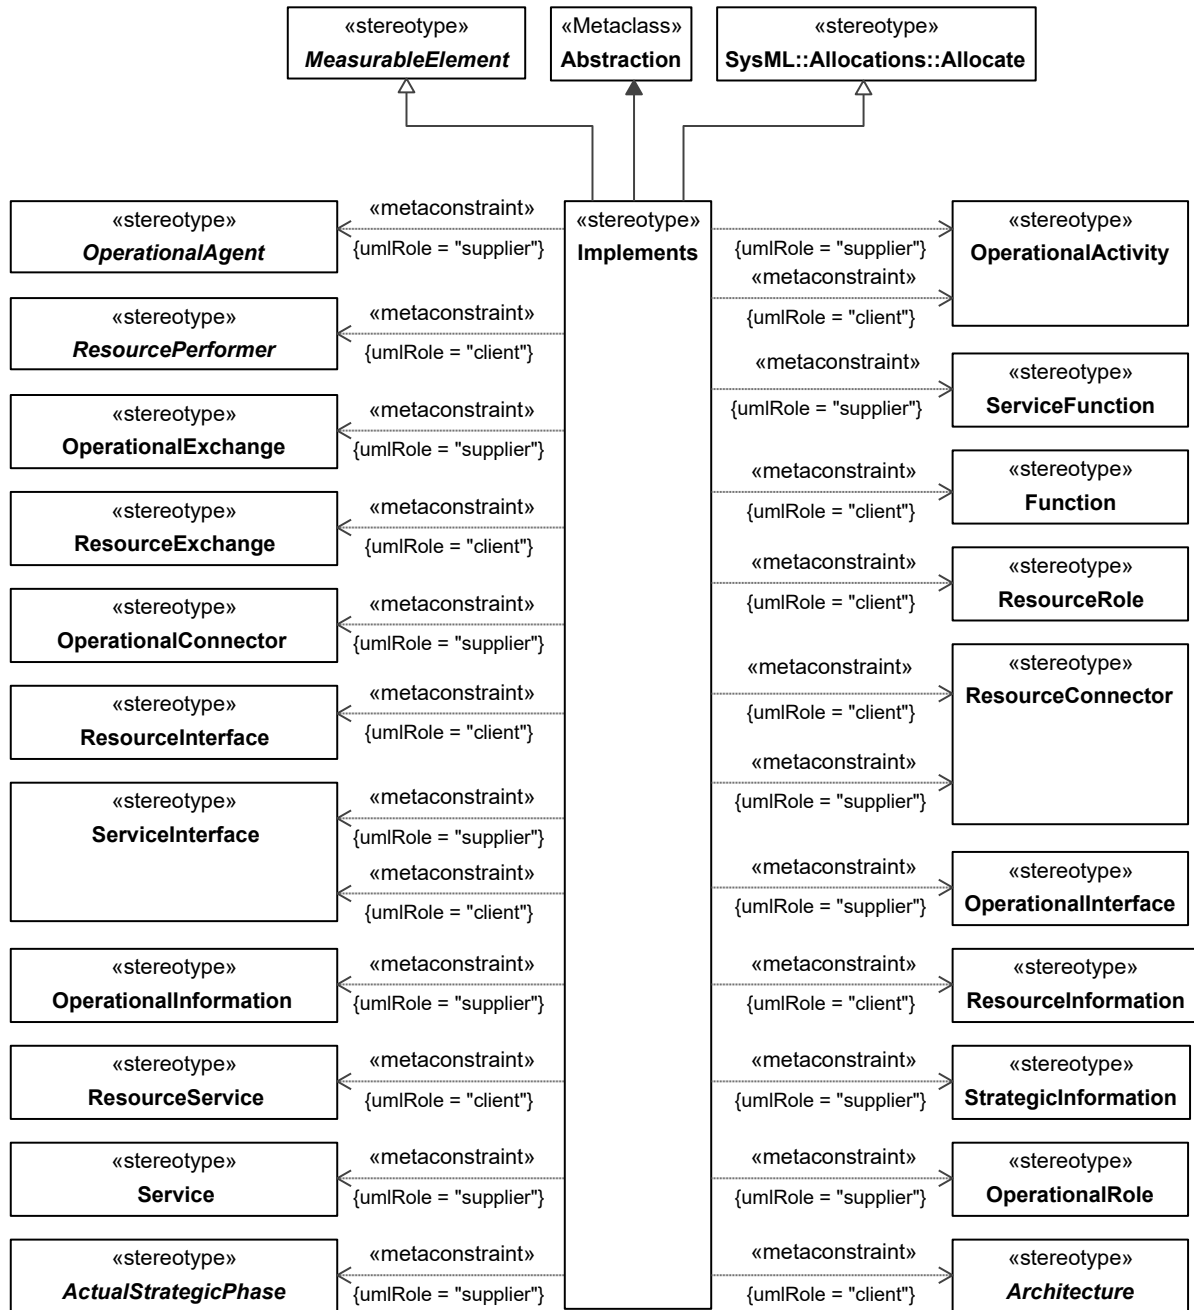 «stereotype»
MeasurableElement
«Metaclass»
Abstraction
«stereotype»
SysML::Allocations::Allocate
«stereotype»
Implements
«stereotype»
OperationalAgent
«metaconstraint»
{umlRole = "supplier"}
«stereotype»
ResourcePerformer
«metaconstraint»
{umlRole = "client"}
«stereotype»
OperationalExchange
«metaconstraint»
{umlRole = "supplier"}
«stereotype»
ResourceExchange
«metaconstraint»
{umlRole = "client"}
«stereotype»
OperationalConnector
«metaconstraint»
{umlRole = "supplier"}
«stereotype»
ResourceInterface
«metaconstraint»
{umlRole = "client"}
«stereotype»
ServiceInterface
«metaconstraint»
{umlRole = "supplier"}
«metaconstraint»
{umlRole = "client"}
«stereotype»
OperationalInformation
«metaconstraint»
{umlRole = "supplier"}
«stereotype»
ResourceService
«metaconstraint»
{umlRole = "client"}
«stereotype»
Service
«metaconstraint»
{umlRole = "supplier"}
«stereotype»
ActualStrategicPhase
«metaconstraint»
{umlRole = "supplier"}
{umlRole = "supplier"}
«metaconstraint»
{umlRole = "client"}
«stereotype»
OperationalActivity
«metaconstraint»
{umlRole = "supplier"}
«stereotype»
ServiceFunction
«metaconstraint»
{umlRole = "client"}
«stereotype»
Function
«metaconstraint»
{umlRole = "client"}
«stereotype»
ResourceRole
«metaconstraint»
{umlRole = "client"}
«metaconstraint»
{umlRole = "supplier"}
«stereotype»
ResourceConnector
«metaconstraint»
{umlRole = "supplier"}
«stereotype»
OperationalInterface
«metaconstraint»
{umlRole = "client"}
«stereotype»
ResourceInformation
«metaconstraint»
{umlRole = "supplier"}
«stereotype»
StrategicInformation
«metaconstraint»
{umlRole = "supplier"}
«stereotype»
OperationalRole
«metaconstraint»
{umlRole = "client"}
«stereotype»
Architecture